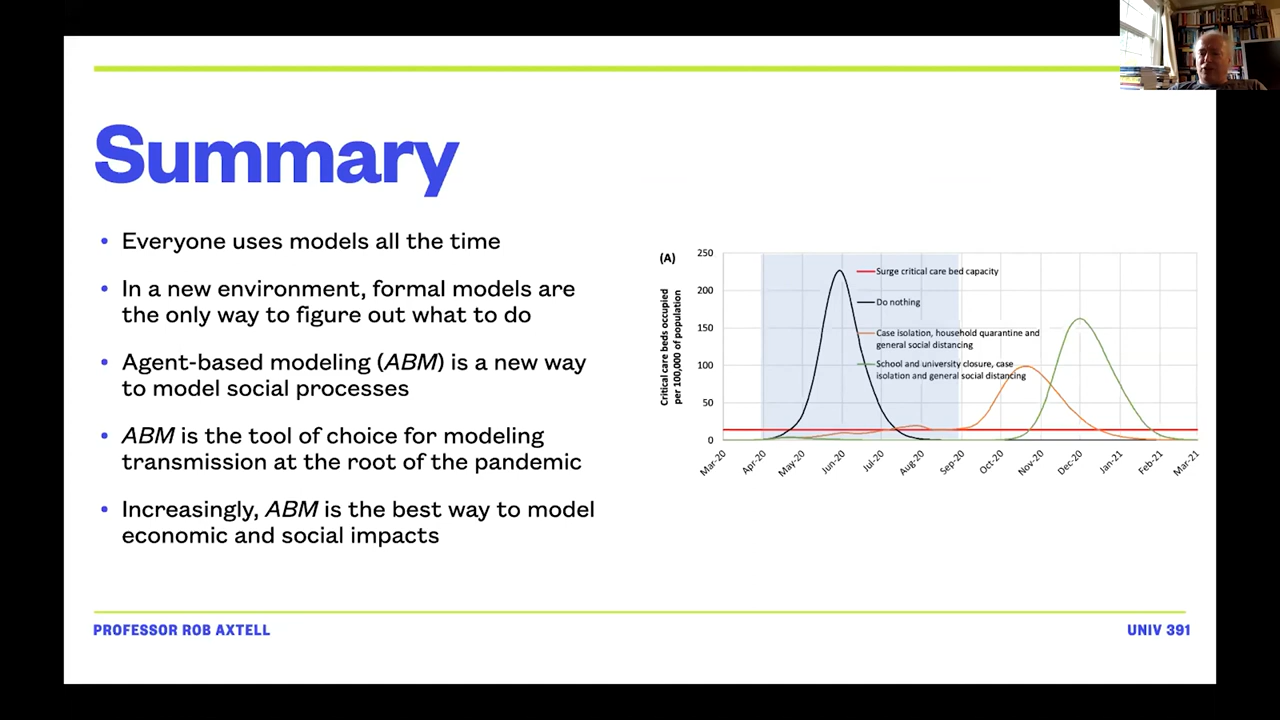 Summary
• Everyone uses models all the time
• In a new environment, formal models are
the only way to figure out what to do
• Agent-based modeling (ABM) is a new way
to model social processes
• ABM is the tool of choice for modeling
transmission at the root of the pandemic
• Increasingly, ABM is the best way to model
economic and social impacts
(A)
Critical care beds occupied
per 100,000 of population
250
200
150
100
50
0
Surge critical care bed capacity
Do nothing
Case isolation, household quarantine and
general social distancing
School and university closure, case
isolation and general social distancing
Mar-20
Apr-20
May-20
Jun-20
Jul-20
Aug-20
Sep-20
Oct-20
Nov-20
Dec-20
Jan-21
Feb-21
Mar-21
PROFESSOR ROB AXTELL
UNIV 391